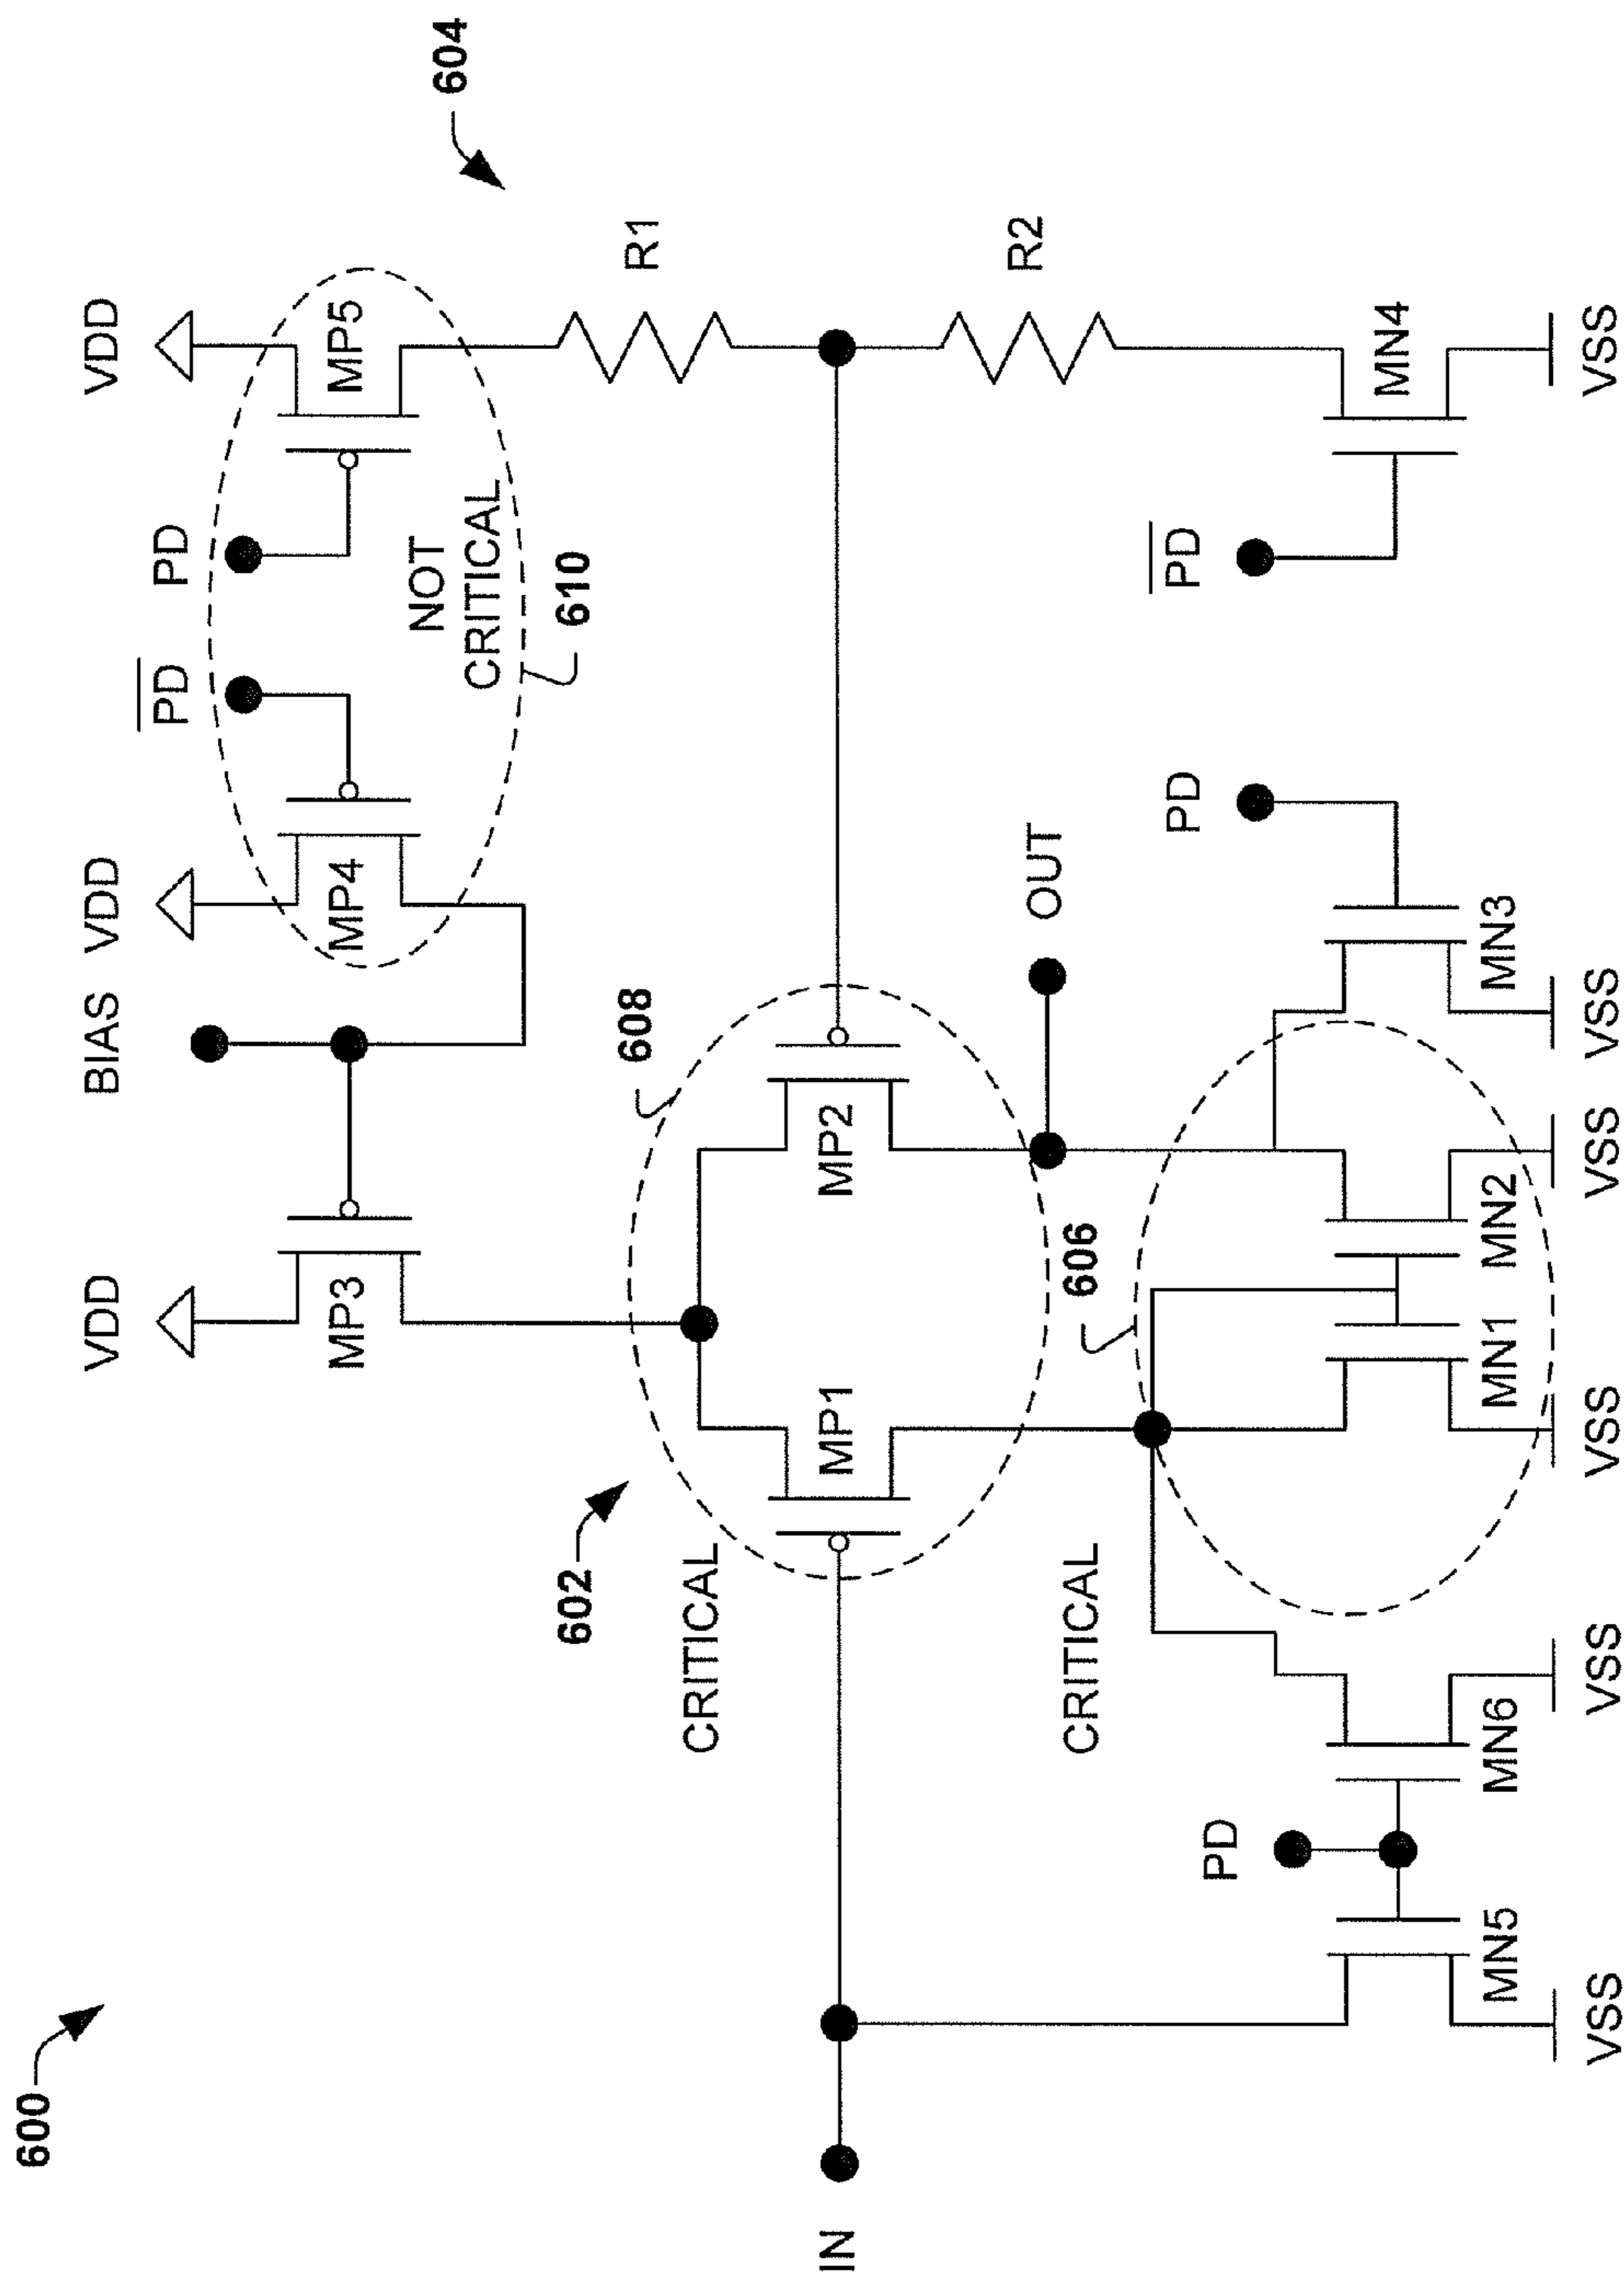 600
604
VDD
BIAS
VDD
PD
PD
VDD
MP3
MP4
MP5
NOT
CRITICAL
610
608
602
R1
CRITICAL
MP1
MP2
IN
OUT
R2
606
CRITICAL
PD
PD
PD
MN5
MN6
MN1
MN2
MN3
MN4
VSS
VSS
VSS
VSS
VSS
VSS